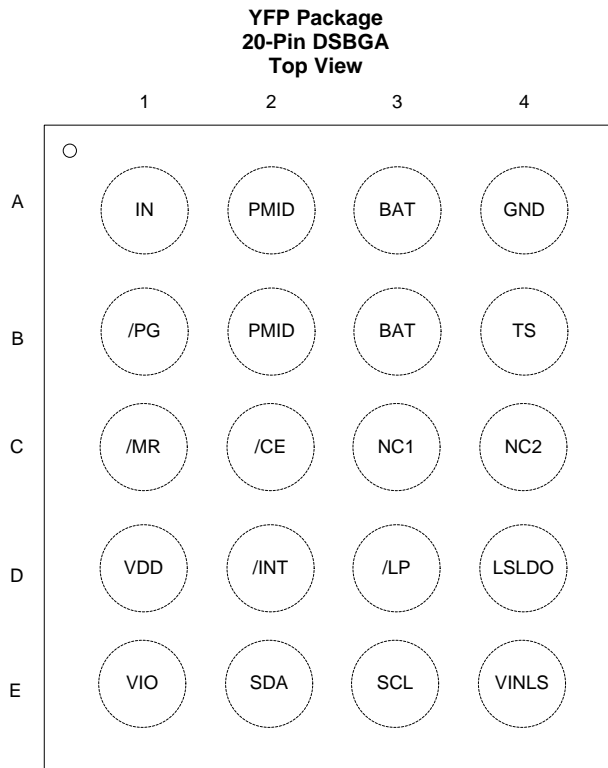 YFP Package
20-Pin DSBGA
Top View
1 2 3 4
A IN PMID BAT GND
B /PG PMID BAT TS
C /MR /CE NC1 NC2
D VDD /INT /LP LSLDO
E VIO SDA SCL VINLS